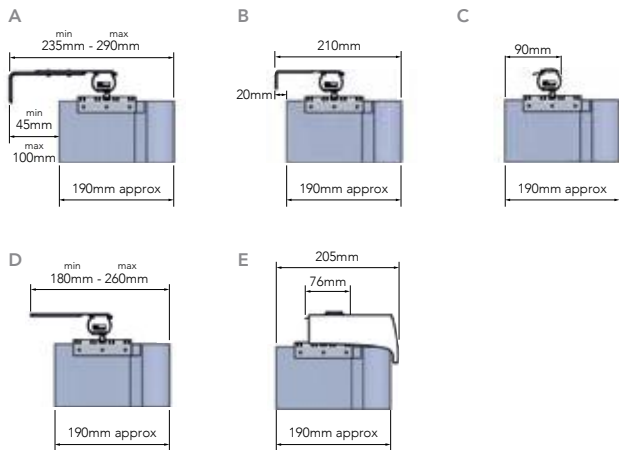 A
min max
235mm - 290mm
min
45mm
max
100mm
190mm approx
B
210mm
20mm
190mm approx
C
90mm
190mm approx
D
min max
180mm - 260mm
190mm approx
E
205mm
76mm
190mm approx